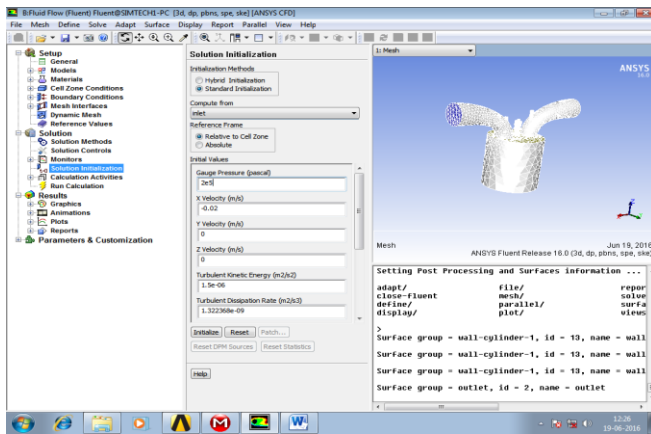 B:Fluid Flow (Fluent) Fluent@SIMTECH1-PC [3d, dp, pbns, spe, ske] [ANSYS CFD]
File Mesh Define Solve Adapt Surface Display Report Parallel View Help
Setup
General
Models
Materials
Cell Zone Conditions
Boundary Conditions
Mesh Interfaces
Dynamic Mesh
Reference Values
Solution
Solution Methods
Solution Controls
Monitors
Solution Initialization
Calculation Activities
Run Calculation
Results
Graphics
Animations
Plots
Reports
Parameters & Customization
Solution Initialization
Initialization Methods
Hybrid Initialization
Standard Initialization
Compute from
inlet
Reference Frame
Relative to Cell Zone
Absolute
Initial Values
Gauge Pressure (pascal)
2e5
X Velocity (m/s)
-0.02
Y Velocity (m/s)
0
Z Velocity (m/s)
0
Turbulent Kinetic Energy (m2/s2)
1.5e-06
Turbulent Dissipation Rate (m2/s3)
1.322368e-09
Initialize Reset Patch...
Reset DPM Sources Reset Statistics
Help
1: Mesh
ANSYS
16.0
Mesh
Jun 19, 2016
ANSYS Fluent Release 16.0 (3d, dp, pbns, spe, ske)
Setting Post Processing and Surfaces information ...
adapt/ file/ repor
close-fluent mesh/ solve
define/ parallel/ surfa
display/ plot/ views
>
Surface group = wall-cylinder-1, id = 13, name = wall
Surface group = wall-cylinder-1, id = 13, name = wall
Surface group = wall-cylinder-1, id = 13, name = wall
Surface group = outlet, id = 2, name = outlet
12:26
19-06-2016